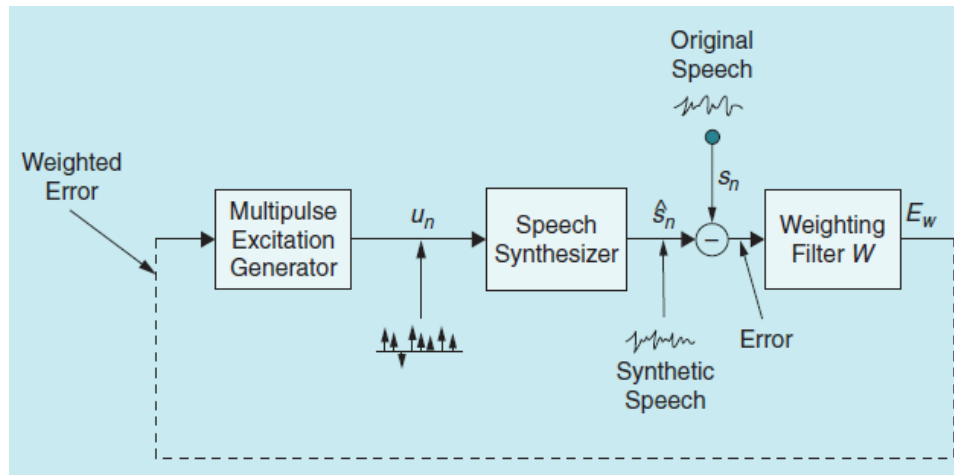 Original
Speech
Weighted
Error
s_n
Multipulse
Excitation
Generator
u_n
Speech
Synthesizer
ŝ_n
−
Weighting
Filter W
E_w
Error
Synthetic
Speech